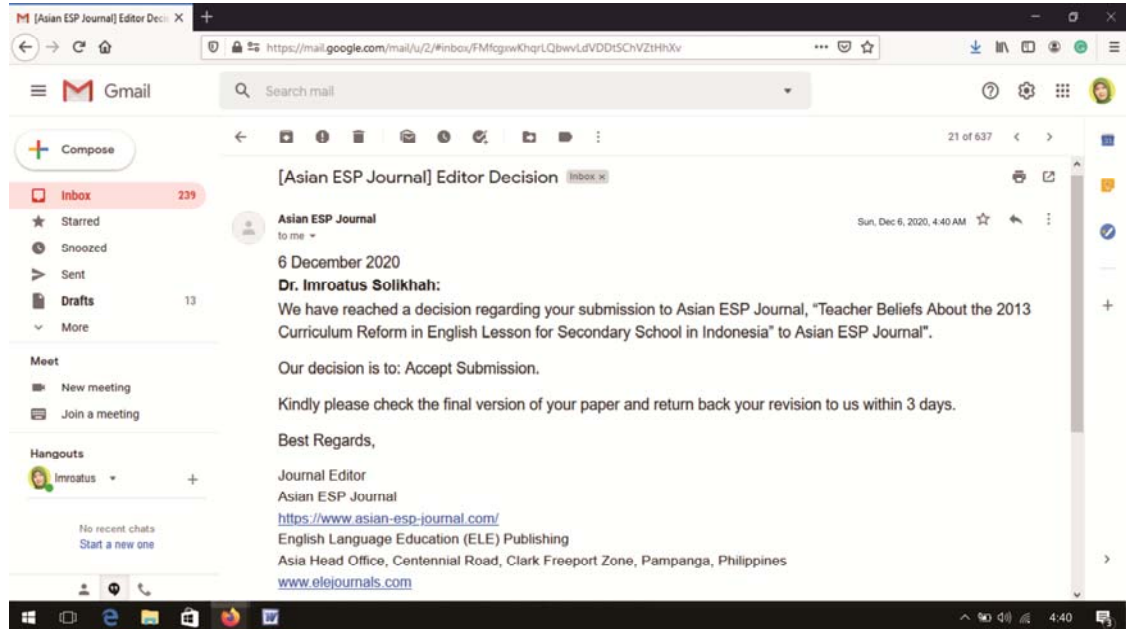 [Asian ESP Journal] Editor Decis
https://mail.google.com/mail/u/2/#inbox/FMfcgxwKhqrLQbwvLdVDDtSChVZtHhXv
Gmail
Search mail
Compose
21 of 637
[Asian ESP Journal] Editor Decision Inbox x
Inbox 239
Starred
Snoozed
Sent
Drafts 13
More
Asian ESP Journal
Sun, Dec 6, 2020, 4:40 AM
to me
6 December 2020
Dr. Imroatus Solikhah:
We have reached a decision regarding your submission to Asian ESP Journal, “Teacher Beliefs About the 2013
Curriculum Reform in English Lesson for Secondary School in Indonesia” to Asian ESP Journal".
Our decision is to: Accept Submission.
Kindly please check the final version of your paper and return back your revision to us within 3 days.
Best Regards,
Journal Editor
Asian ESP Journal
https://www.asian-esp-journal.com/
English Language Education (ELE) Publishing
Asia Head Office, Centennial Road, Clark Freeport Zone, Pampanga, Philippines
www.elejournals.com
Meet
New meeting
Join a meeting
Hangouts
Imroatus
No recent chats
Start a new one
4:40